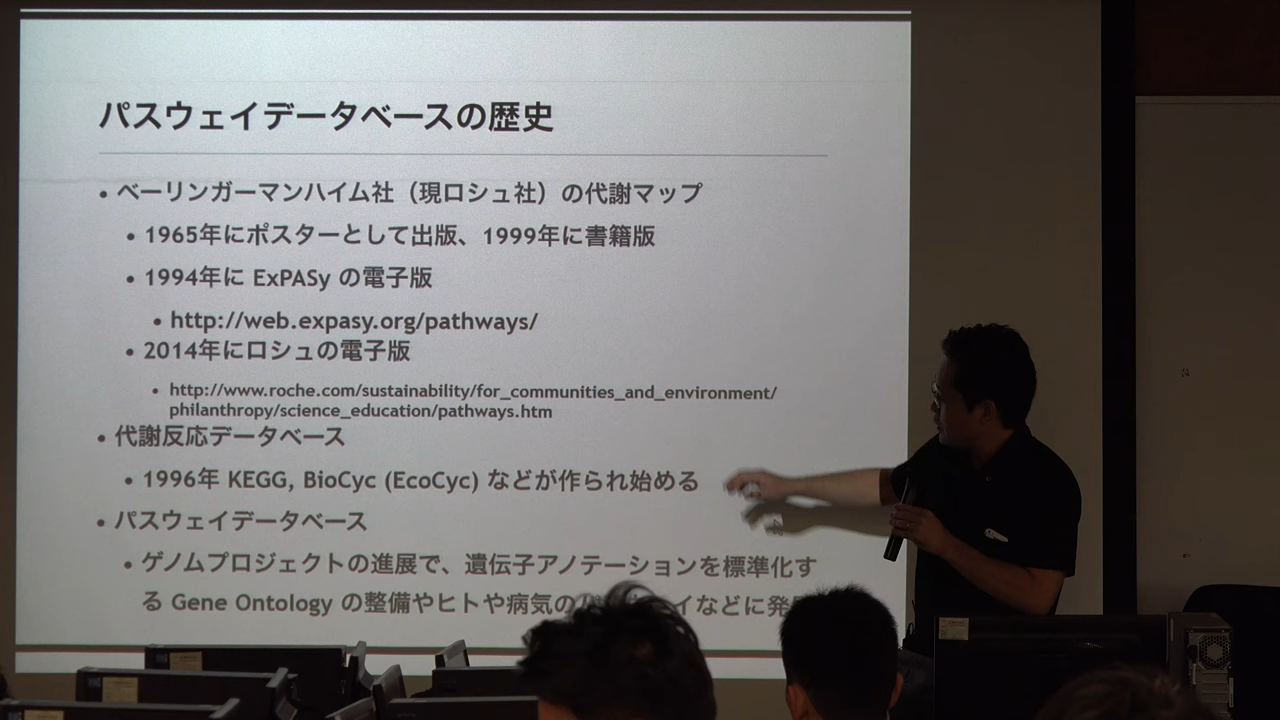 パスウェイデータベースの歴史
• ベーリンガーマンハイム社（現ロシュ社）の代謝マップ
• 1965年にポスターとして出版、1999年に書籍版
• 1994年に ExPASy の電子版
• http://web.expasy.org/pathways/
• 2014年にロシュの電子版
• http://www.roche.com/sustainability/for_communities_and_environment/
philanthropy/science_education/pathways.htm
• 代謝反応データベース
• 1996年 KEGG, BioCyc (EcoCyc) などが作られ始める
• パスウェイデータベース
• ゲノムプロジェクトの進展で、遺伝子アノテーションを標準化す
る Gene Ontology の整備やヒトや病気の イなどに発